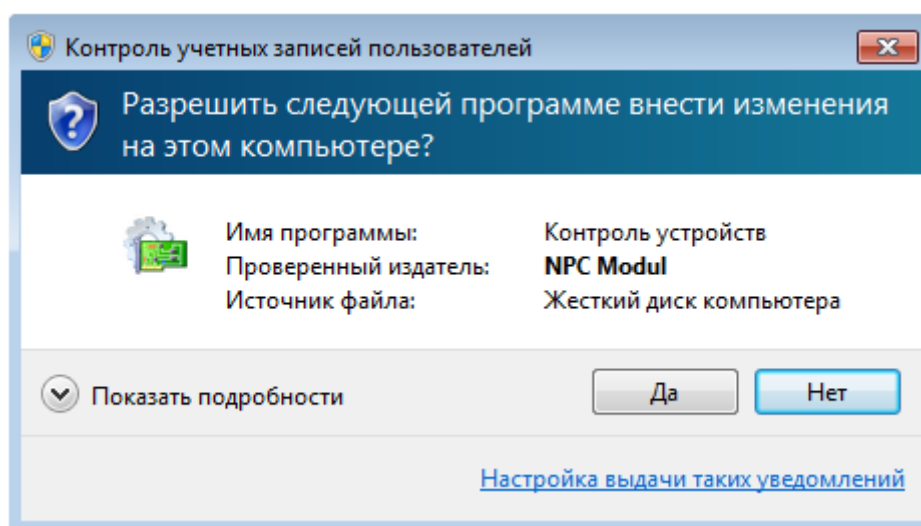 Контроль учетных записей пользователей
Разрешить следующей программе внести изменения
на этом компьютере?
Имя программы: Контроль устройств
Проверенный издатель: NPC Modul
Источник файла: Жесткий диск компьютера
Показать подробности Да Нет
Настройка выдачи таких уведомлений